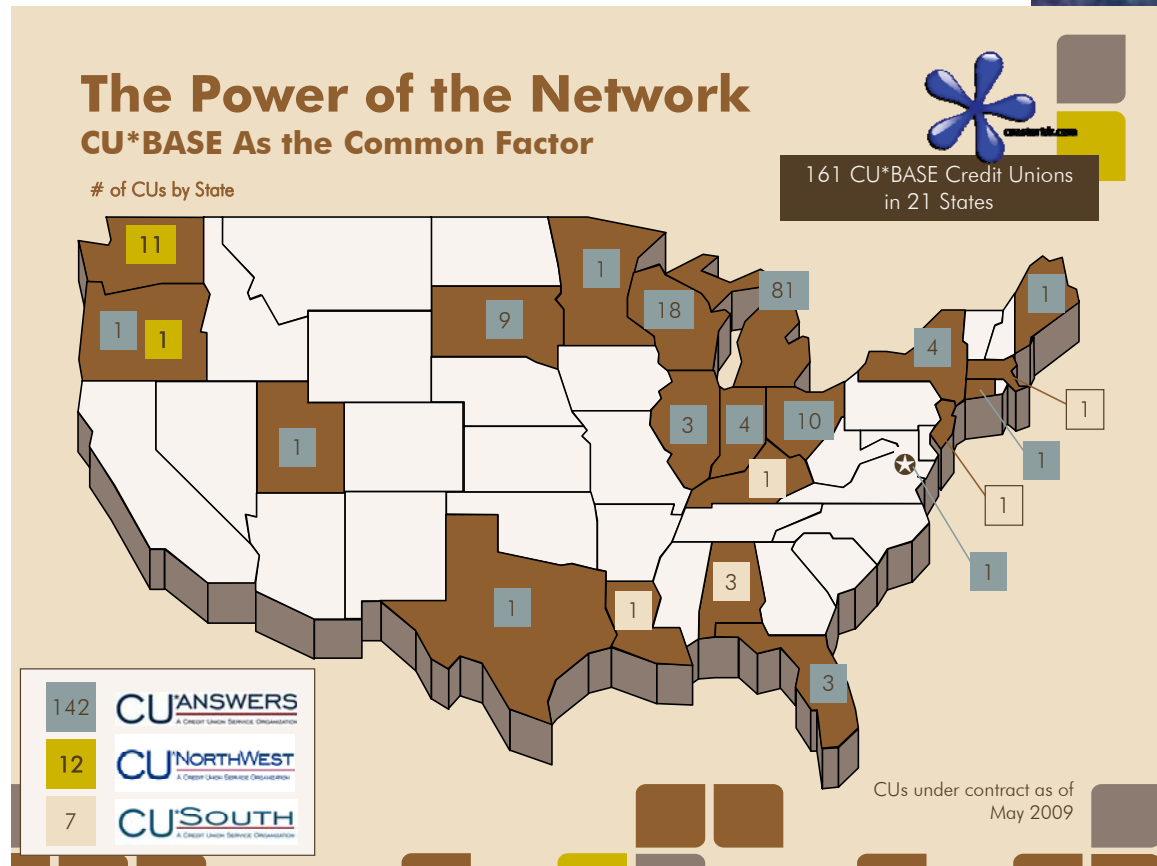 The Power of the Network
CU*BASE As the Common Factor
# of CUs by State
161 CU*BASE Credit Unions
in 21 States
11
1
1
1
9
1
18
81
3
4
10
1
4
1
1
1
1
1
1
1
3
3
142
CU*ANSWERS
A CREDIT UNION SERVICE ORGANIZATION
12
CU*NORTHWEST
A CREDIT UNION SERVICE ORGANIZATION
7
CU*SOUTH
A CREDIT UNION SERVICE ORGANIZATION
CUs under contract as of
May 2009